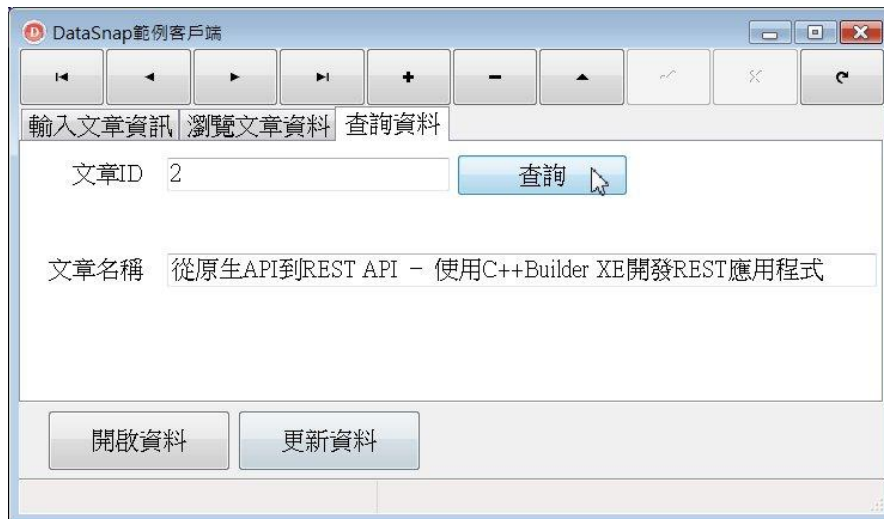 DataSnap範例客戶端
輸入文章資訊 瀏覽文章資料 查詢資料
文章ID 2 查詢
文章名稱 從原生API到REST API - 使用C++Builder XE開發REST應用程式
開啟資料 更新資料